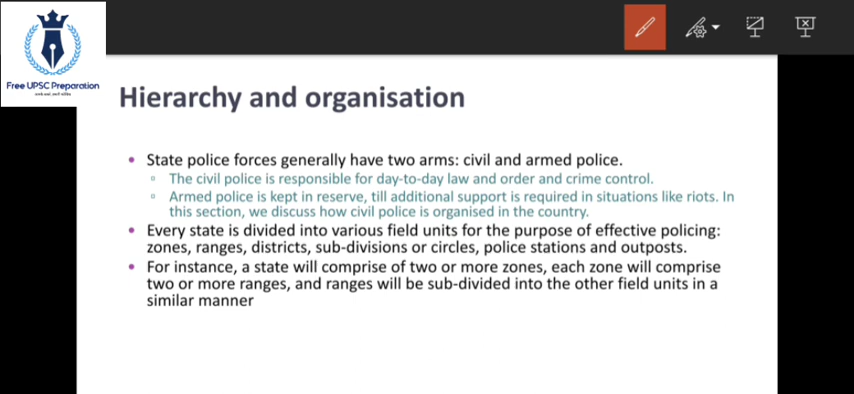 Free UPSC Preparation
Hierarchy and organisation
• State police forces generally have two arms: civil and armed police.
▫ The civil police is responsible for day-to-day law and order and crime control.
▫ Armed police is kept in reserve, till additional support is required in situations like riots. In
this section, we discuss how civil police is organised in the country.
• Every state is divided into various field units for the purpose of effective policing:
zones, ranges, districts, sub-divisions or circles, police stations and outposts.
• For instance, a state will comprise of two or more zones, each zone will comprise
two or more ranges, and ranges will be sub-divided into the other field units in a
similar manner